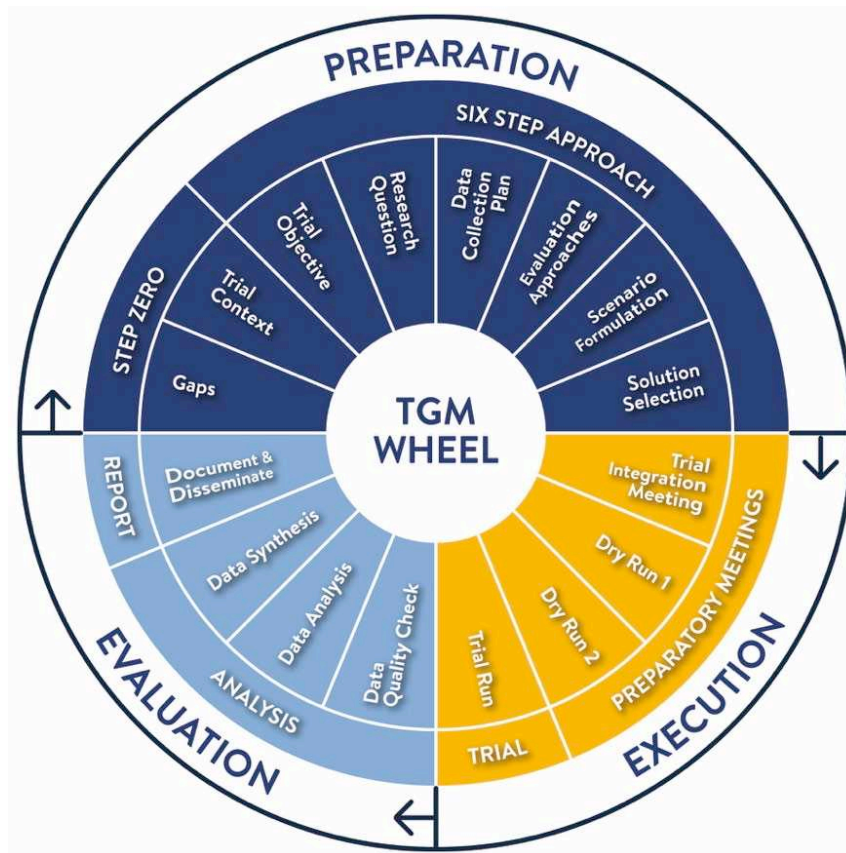 PREPARATION
SIX STEP APPROACH
STEP ZERO
Gaps
Trial
Context
Trial
Objective
Research
Question
Data
Collection
Plan
Evaluation
Approaches
Scenario
Formulation
Solution
Selection
TGM
WHEEL
Trial
Integration
Meeting
Dry Run 1
Dry Run 2
PREPARATORY MEETINGS
Trial Run
TRIAL
EXECUTION
Data
Quality Check
Data Analysis
Data Synthesis
ANALYSIS
Document &
Disseminate
REPORT
EVALUATION